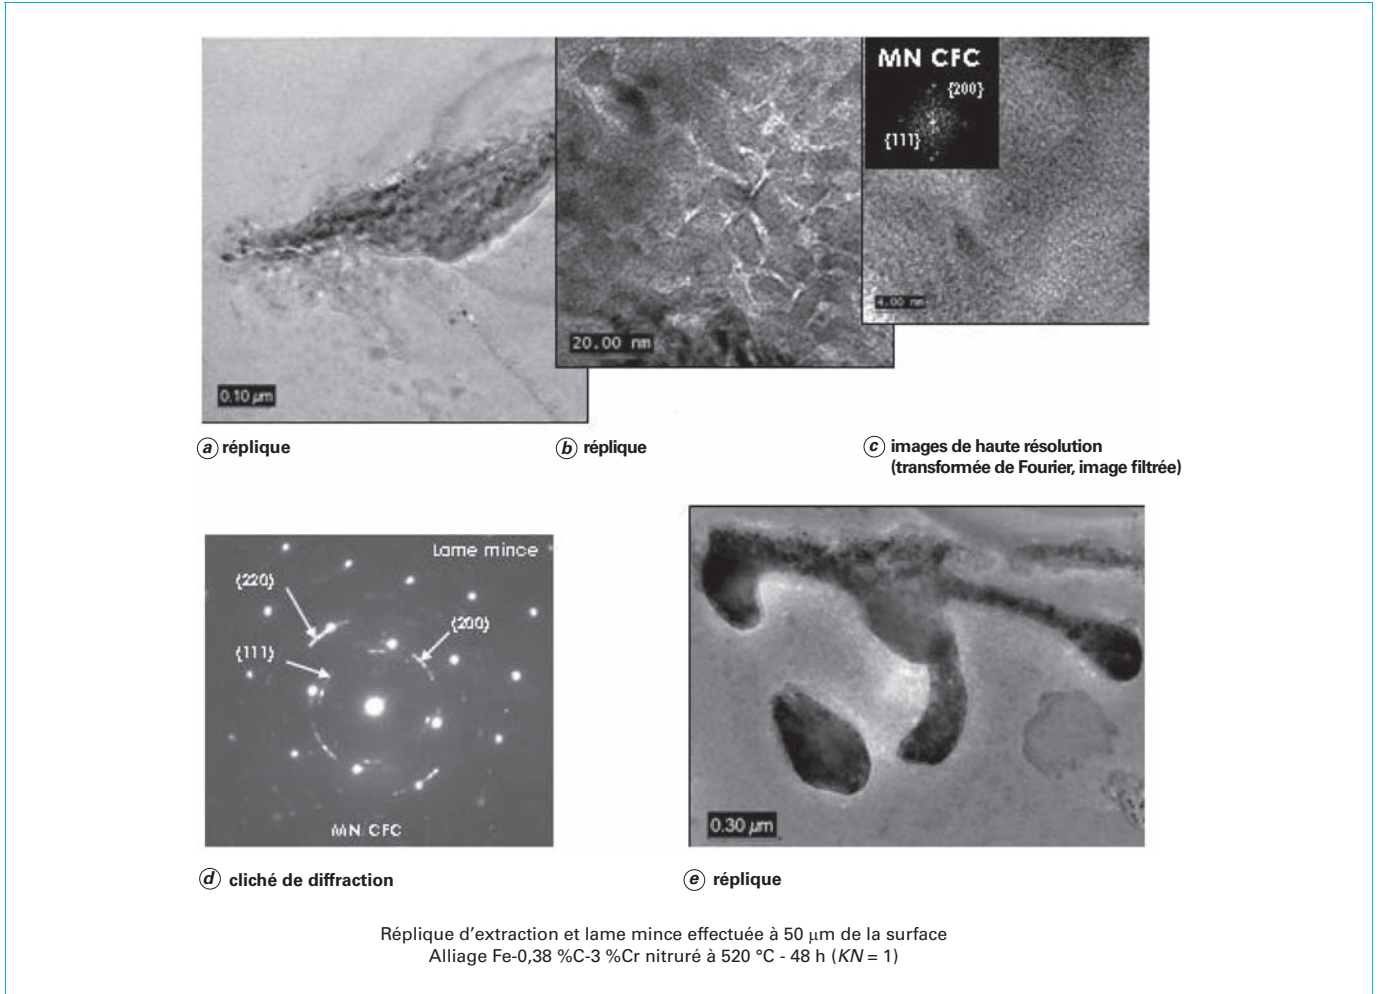 MN CFC
{200}
{111}
4.00 nm
20.00 nm
0.10 µm
a réplique
b réplique
c images de haute résolution
(transformée de Fourier, image filtrée)
Lame mince
{220}
{200}
{111}
MN CFC
0.30 µm
d cliché de diffraction
e réplique
Réplique d’extraction et lame mince effectuée à 50 µm de la surface
Alliage Fe-0,38 %C-3 %Cr nitruré à 520 °C - 48 h (KN = 1)